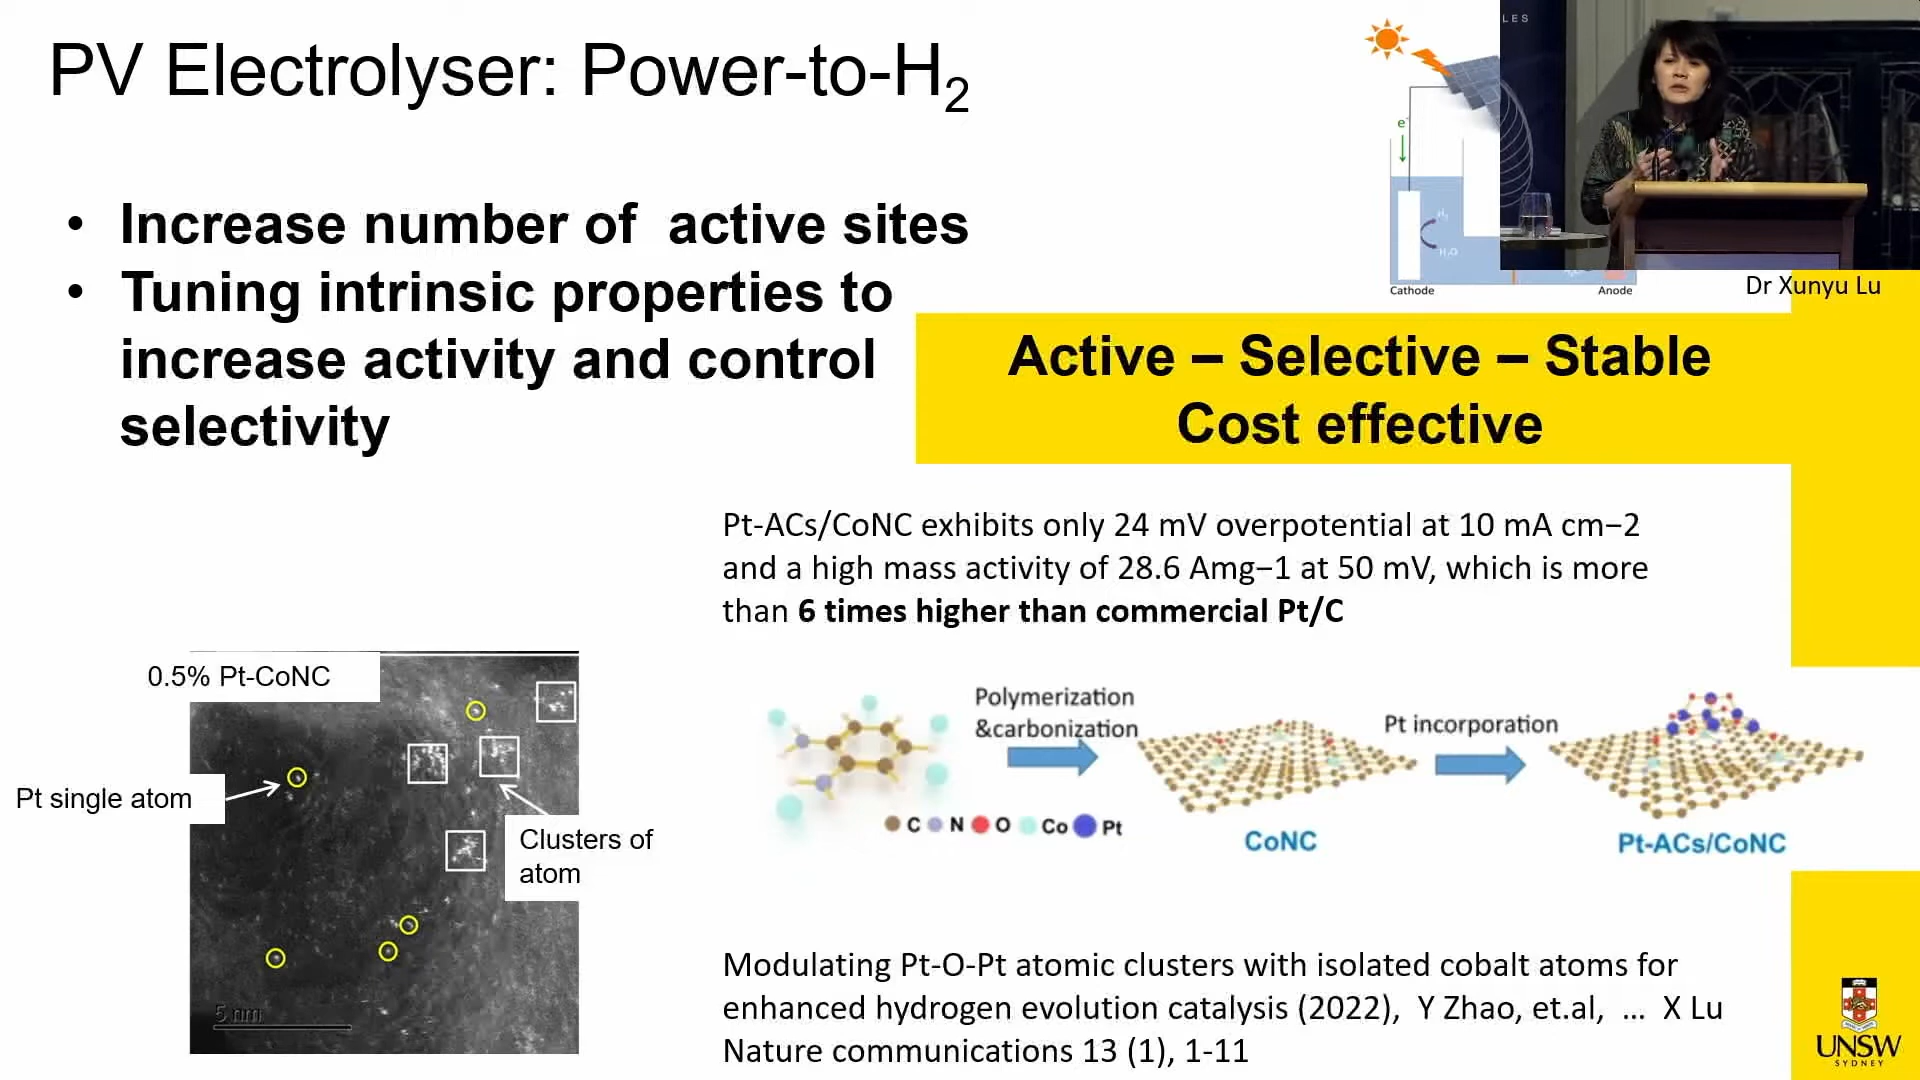 PV Electrolyser: Power-to-H₂
LES
• Increase number of  active sites
• Tuning intrinsic properties to
increase activity and control
selectivity
e⁻
H₂
H₂O
Cathode
Anode
Dr Xunyu Lu
Active – Selective – Stable
Cost effective
Pt-ACs/CoNC exhibits only 24 mV overpotential at 10 mA cm−2
and a high mass activity of 28.6 Amg−1 at 50 mV, which is more
than 6 times higher than commercial Pt/C
0.5% Pt-CoNC
Pt single atom
Clusters of
atom
5 nm
Polymerization
&carbonization
Pt incorporation
C N O Co Pt
CoNC
Pt-ACs/CoNC
Modulating Pt-O-Pt atomic clusters with isolated cobalt atoms for
enhanced hydrogen evolution catalysis (2022),  Y Zhao, et.al,  ...  X Lu
Nature communications 13 (1), 1-11
UNSW
SYDNEY